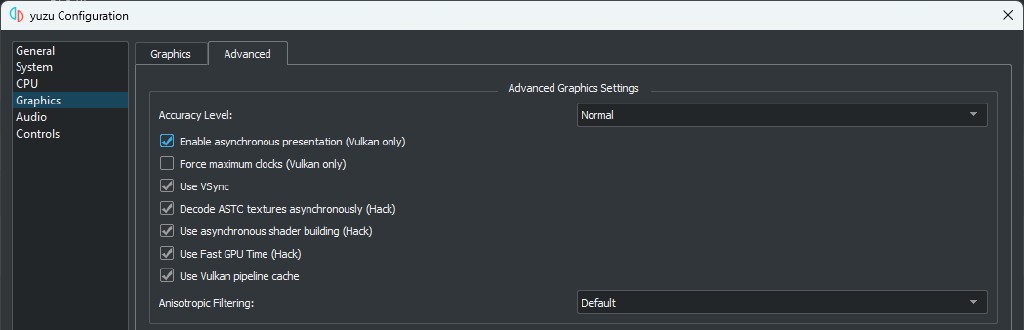 yuzu Configuration
General
System
CPU
Graphics
Audio
Controls
Graphics
Advanced
Advanced Graphics Settings
Accuracy Level:
Normal
Enable asynchronous presentation (Vulkan only)
Force maximum clocks (Vulkan only)
Use VSync
Decode ASTC textures asynchronously (Hack)
Use asynchronous shader building (Hack)
Use Fast GPU Time (Hack)
Use Vulkan pipeline cache
Anisotropic Filtering:
Default